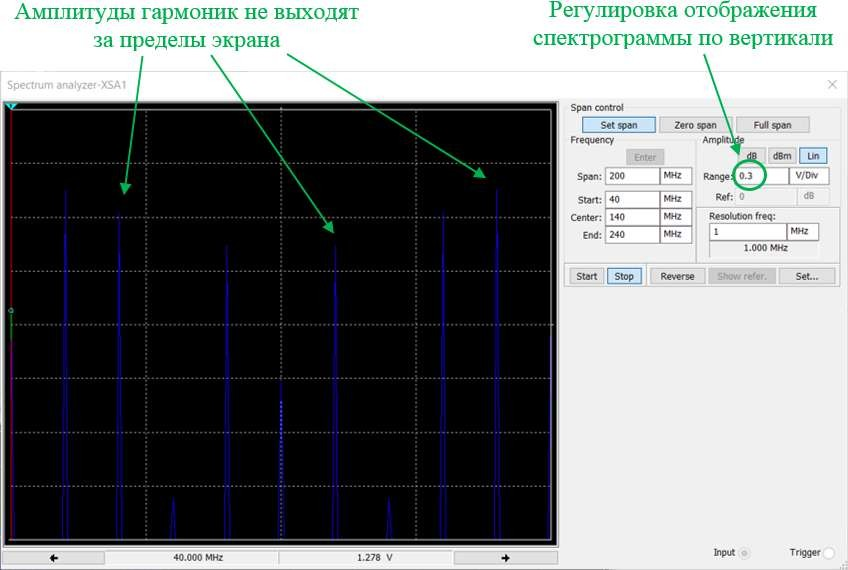 Амплитуды гармоник не выходят
за пределы экрана
Регулировка отображения
спектрограммы по вертикали
Spectrum analyzer-XSA1
Span control
Set span
Zero span
Full span
Frequency
Amplitude
Enter
dB
dBm
Lin
Span: 200 MHz
Range: 0.3 V/Div
Start: 40 MHz
Ref: 0 dB
Center: 140 MHz
End: 240 MHz
Resolution freq:
1 MHz
1.000 MHz
Start
Stop
Reverse
Show refer.
Set...
40.000 MHz
1.278 V
Input
Trigger